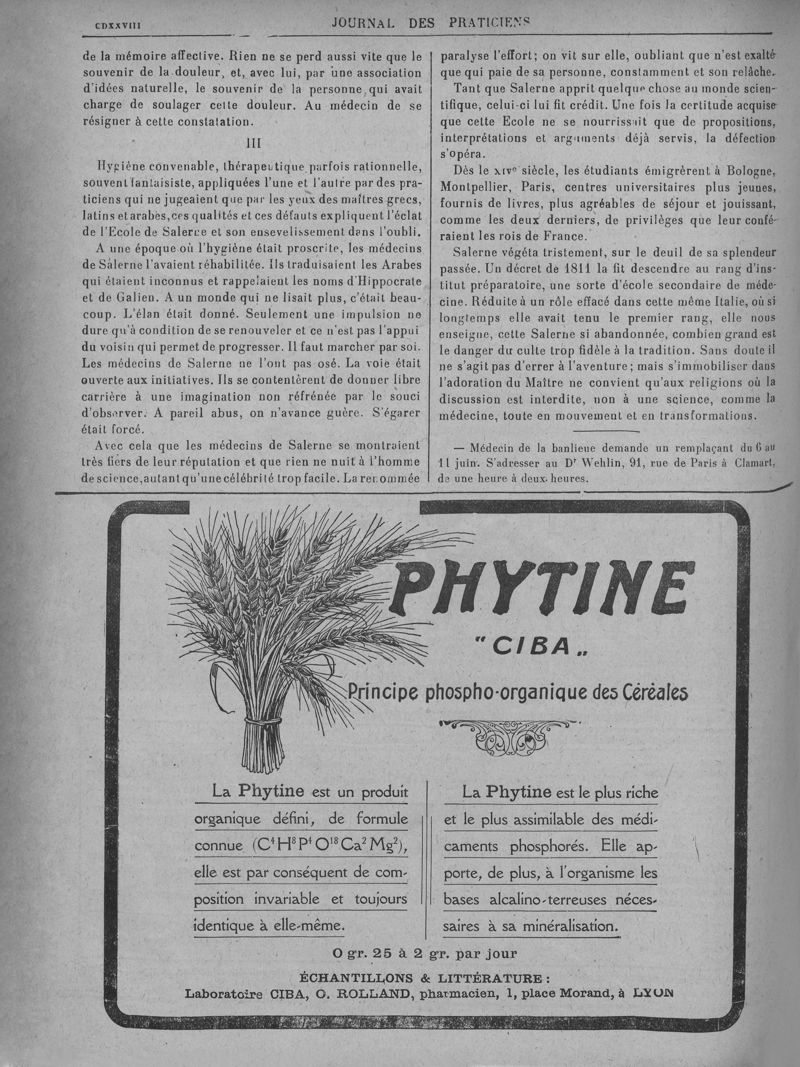 CDXXVIII
JOURNAL DES PRATICIENS
de la mémoire affective. Rien ne se perd aussi vite que le
souvenir de la douleur, et, avec lui, par une association
d'idées naturelle, le souvenir de la personne qui avait
charge de soulager cette douleur. Au médecin de se
résigner à cette constatation.
III
Hygiène convenable, thérapeutique parfois rationnelle,
souvent fantaisiste, appliquées l'une et l'autre par des pra-
ticiens qui ne jugeaient que par les yeux des maîtres grecs,
latins et arabes, ces qualités et ces défauts expliquent l'éclat
de l'Ecole de Salerce et son ensevelissement dans l'oubli.
A une époque où l'hygiène était proscrite, les médecins
de Salerne l'avaient réhabilitée. Ils traduisaient les Arabes
qui étaient inconnus et rappelaient les noms d'Hippocrate
et de Galien. A un monde qui ne lisait plus, c'était beau-
coup. L'élan était donné. Seulement une impulsion ne
dure qu'à condition de se renouveler et ce n'est pas l'appui
du voisin qui permet de progresser. Il faut marcher par soi.
Les médecins de Salerne ne l'ont pas osé. La voie était
ouverte aux initiatives. Ils se contentèrent de donner libre
carrière à une imagination non réfrénée par le souci
d'observer. A pareil abus, on n'avance guère. S'égarer
était forcé.
Avec cela que les médecins de Salerne se montraient
très fiers de leur réputation et que rien ne nuit à l'homme
de science, autant qu'une célébrité trop facile. La renommée
paralyse l'effort; on vit sur elle, oubliant que n'est exalté
que qui paie de sa personne, constamment et son relâche.
Tant que Salerne apprit quelque chose au monde scien-
tifique, celui-ci lui fit crédit. Une fois la certitude acquise
que cette Ecole ne se nourrissait que de propositions,
interprétations et arguments déjà servis, la défection
s'opéra.
Dès le XIVe siècle, les étudiants émigrèrent à Bologne,
Montpellier, Paris, centres universitaires plus jeunes,
fournis de livres, plus agréables de séjour et jouissant,
comme les deux derniers, de privilèges que leur confé-
raient les rois de France.
Salerne végéta tristement, sur le deuil de sa splendeur
passée. Un décret de 1811 la fit descendre au rang d'ins-
titut préparatoire, une sorte d'école secondaire de méde-
cine. Réduite à un rôle effacé dans cette même Italie, où si
longtemps elle avait tenu le premier rang, elle nous
enseigne, cette Salerne si abandonnée, combien grand est
le danger du culte trop fidèle à la tradition. Sans doute il
ne s'agit pas d'errer à l'aventure; mais s'immobiliser dans
l'adoration du Maître ne convient qu'aux religions où la
discussion est interdite, non à une science, comme la
médecine, toute en mouvement et en transformations.
— Médecin de la banlieue demande un remplaçant du 6 au
11 juin. S'adresser au Dr Wehlin, 91, rue de Paris à Clamart,
de une heure à deux heures.
PHYTINE
"CIBA„
Principe phospho-organique des Céréales
La Phytine est un produit
organique défini, de formule
connue (C⁴H⁸P⁴O¹⁸Ca²Mg²),
elle est par conséquent de com-
position invariable et toujours
identique à elle-même.
La Phytine est le plus riche
et le plus assimilable des médi-
caments phosphorés. Elle ap-
porte, de plus, à l'organisme les
bases alcalino-terreuses néces-
saires à sa minéralisation.
0 gr. 25 à 2 gr. par jour
ÉCHANTILLONS & LITTÉRATURE :
Laboratoire CIBA, O. ROLLAND, pharmacien, 1, place Morand, à LYON